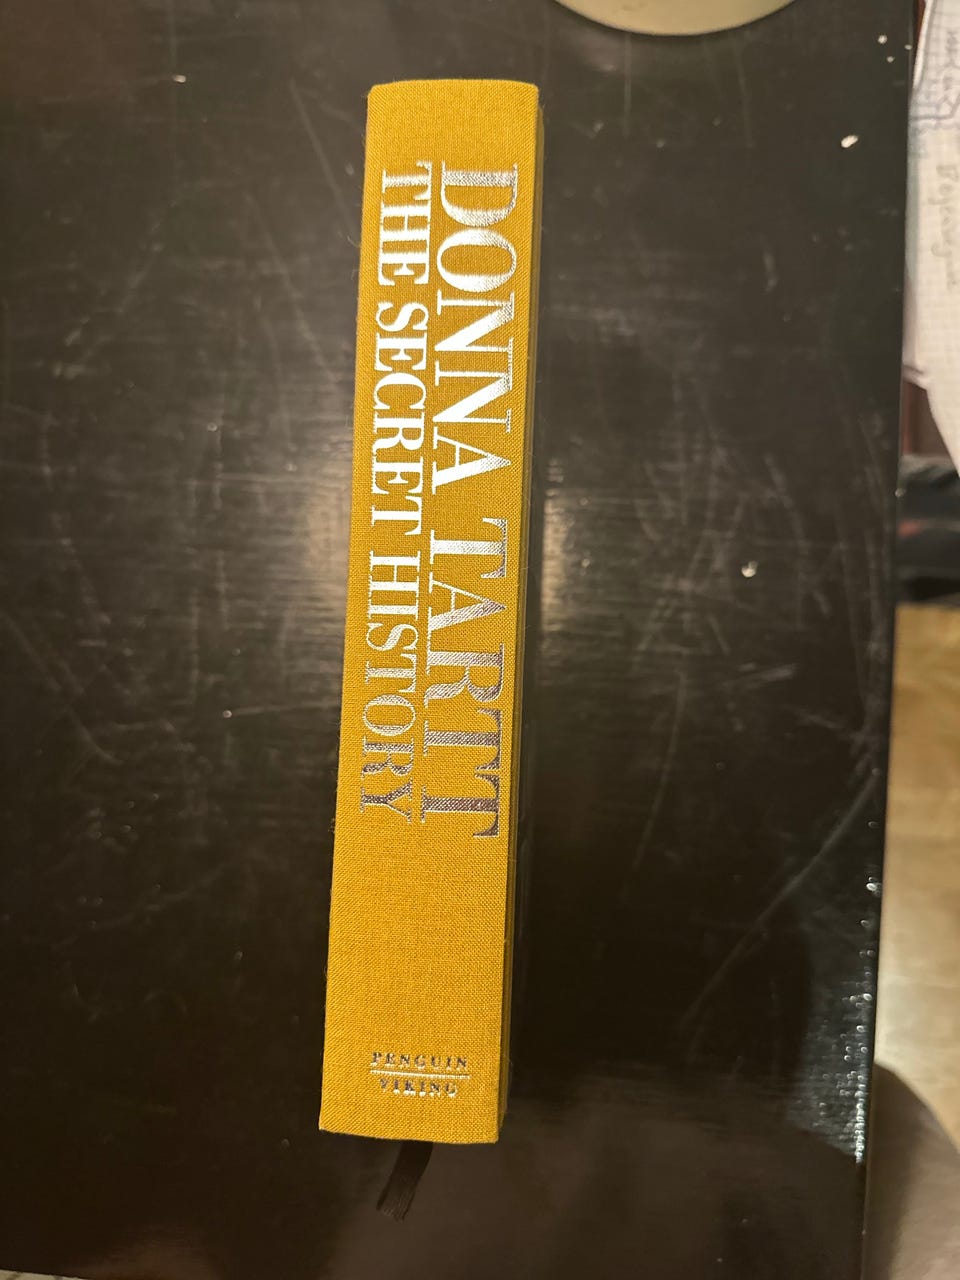 DONNA TARTT
THE SECRET HISTORY
PENGUIN
VIKING